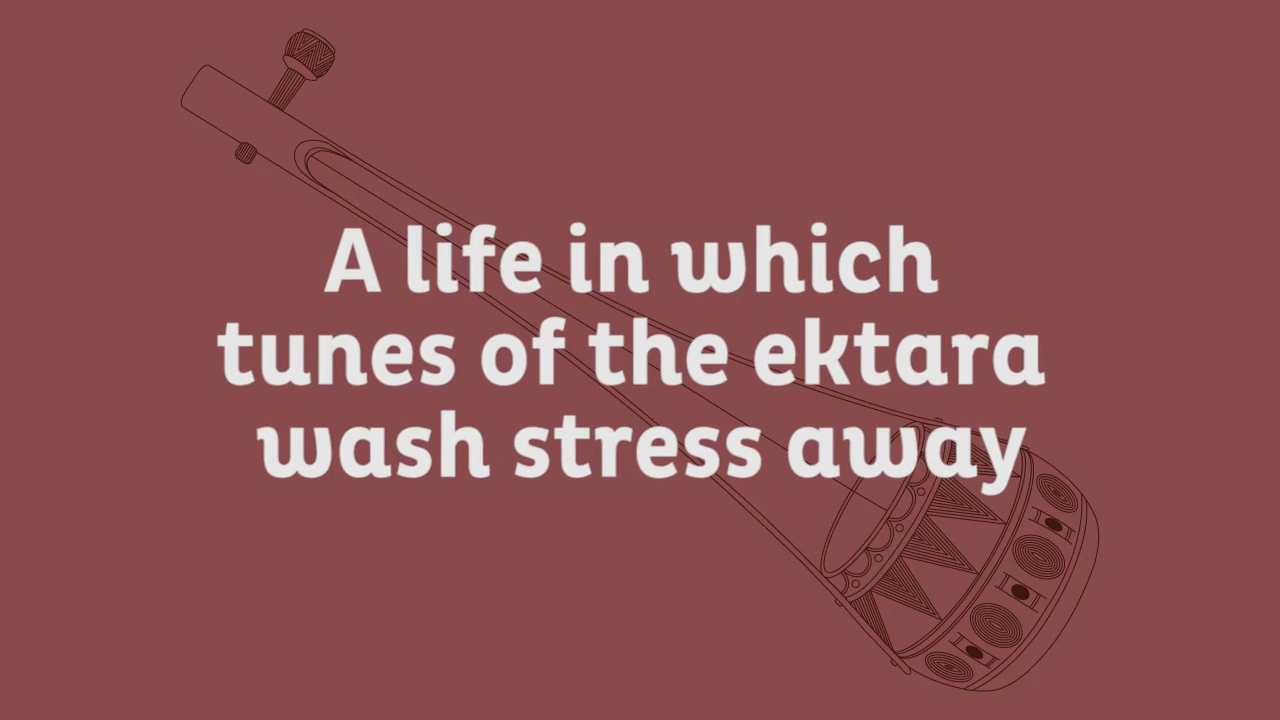 A life in which
tunes of the ektara
wash stress away